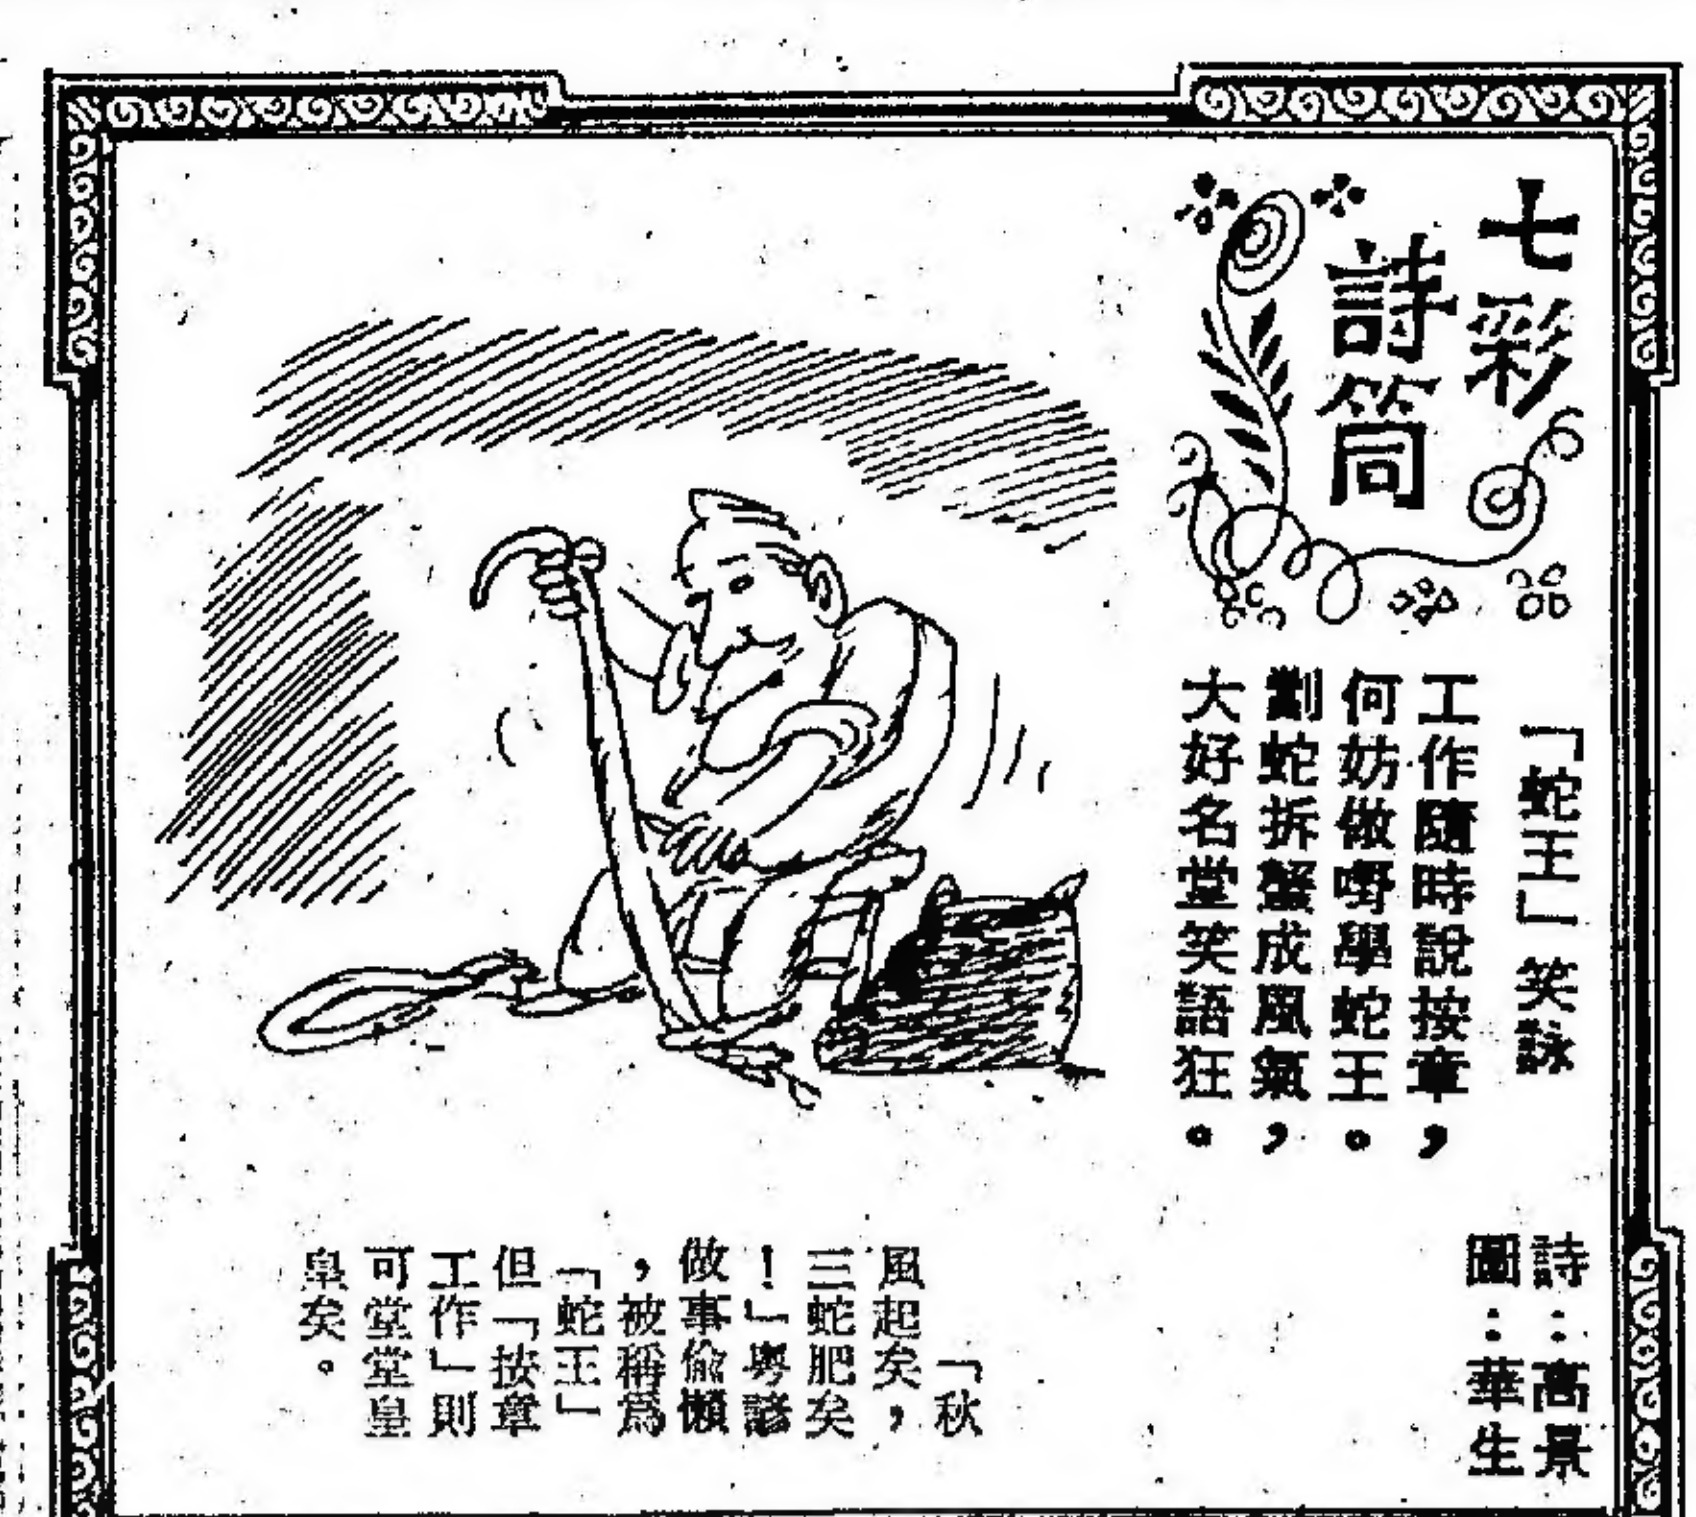 七彩
詩筒
「蛇王」笑詠
工作隨時說按章，
何妨做嘢學蛇王。
劏蛇拆蟹成風氣，
大好名堂笑語狂。
詩：高景
圖：華生
「秋
風起矣，
三蛇肥矣
！」粵諺
做事偷懶
，被稱為
「蛇王」
但「按章
工作」則
可堂堂皇
皇矣。